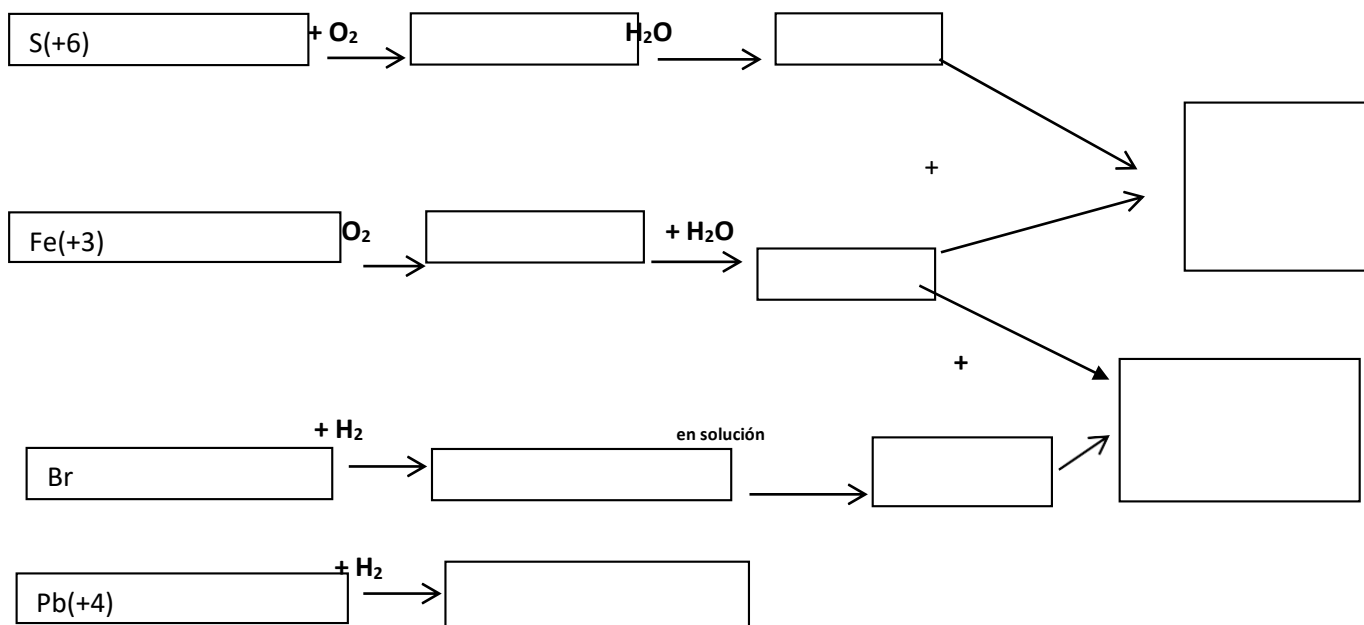 S(+6) + O₂ H₂O
+
Fe(+3) O₂ + H₂O
+
Br + H₂ en solución
Pb(+4) + H₂